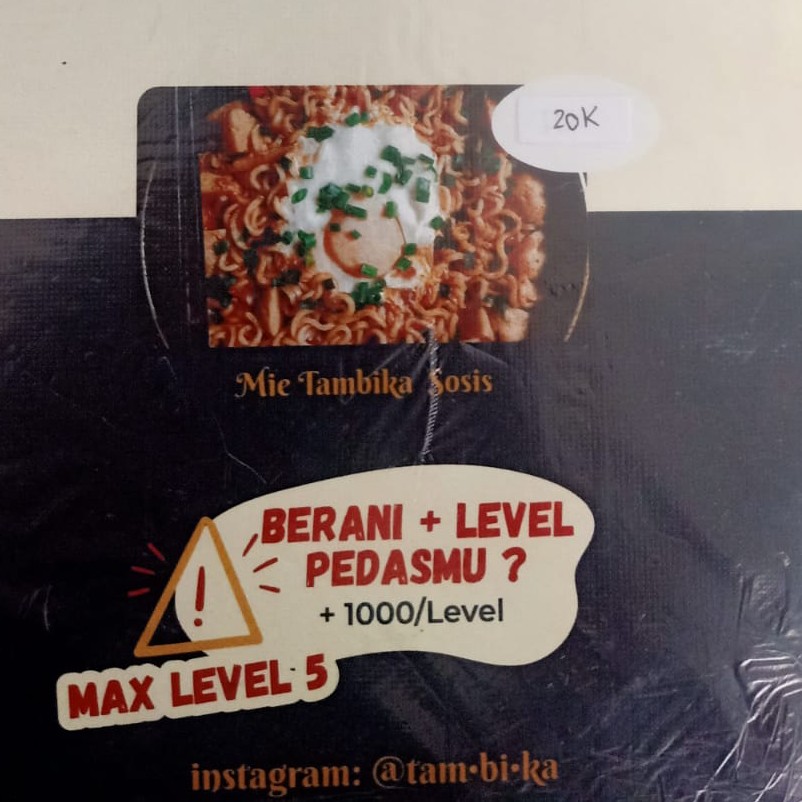 20K
Mie Tambika Sosis
BERANI + LEVEL
PEDASMU ?
+ 1000/Level
!
MAX LEVEL 5
instagram: @tam•bi•ka